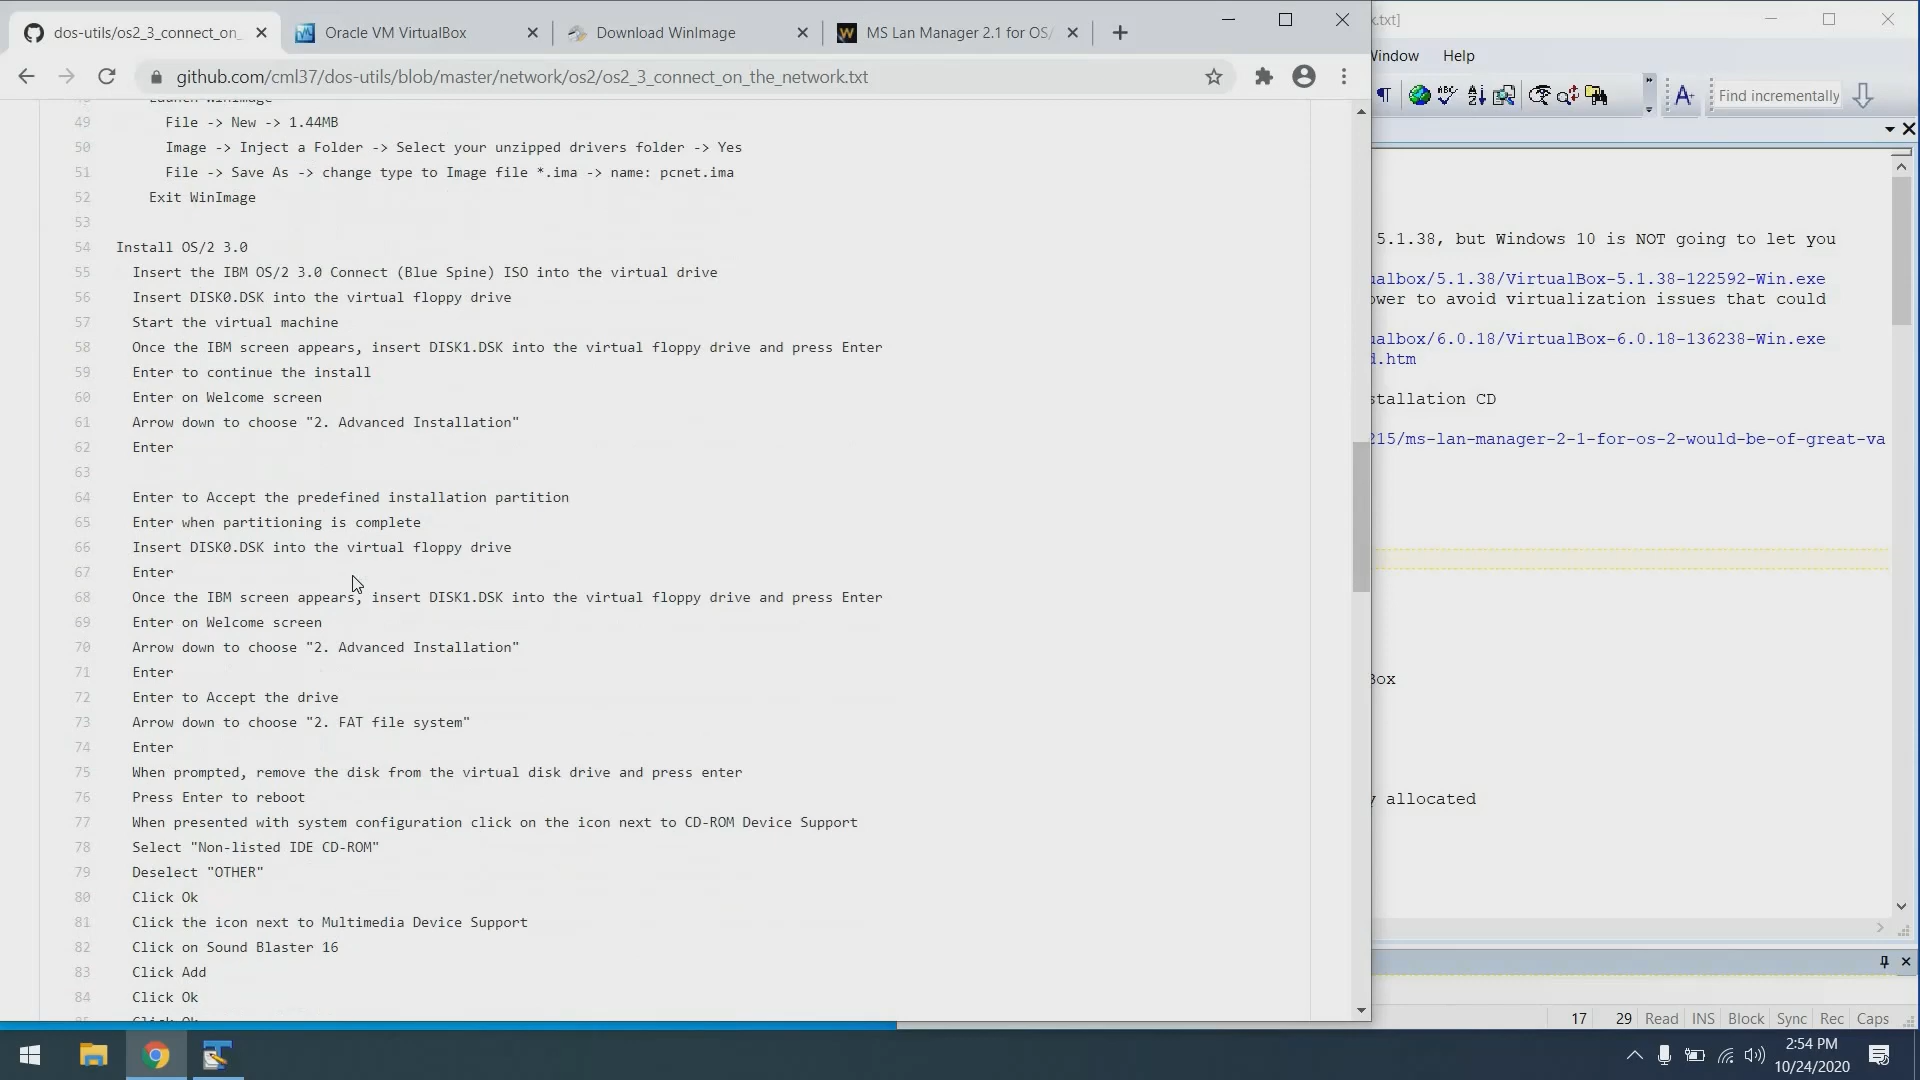 dos-utils/os2_3_connect_on_
Oracle VM VirtualBox
Download WinImage
MS Lan Manager 2.1 for OS/
github.com/cml37/dos-utils/blob/master/network/os2/os2_3_connect_on_the_network.txt
Launch WinImage
49 File -> New -> 1.44MB
50 Image -> Inject a Folder -> Select your unzipped drivers folder -> Yes
51 File -> Save As -> change type to Image file *.ima -> name: pcnet.ima
52 Exit WinImage
53
54 Install OS/2 3.0
55 Insert the IBM OS/2 3.0 Connect (Blue Spine) ISO into the virtual drive
56 Insert DISK0.DSK into the virtual floppy drive
57 Start the virtual machine
58 Once the IBM screen appears, insert DISK1.DSK into the virtual floppy drive and press Enter
59 Enter to continue the install
60 Enter on Welcome screen
61 Arrow down to choose "2. Advanced Installation"
62 Enter
63
64 Enter to Accept the predefined installation partition
65 Enter when partitioning is complete
66 Insert DISK0.DSK into the virtual floppy drive
67 Enter
68 Once the IBM screen appears, insert DISK1.DSK into the virtual floppy drive and press Enter
69 Enter on Welcome screen
70 Arrow down to choose "2. Advanced Installation"
71 Enter
72 Enter to Accept the drive
73 Arrow down to choose "2. FAT file system"
74 Enter
75 When prompted, remove the disk from the virtual disk drive and press enter
76 Press Enter to reboot
77 When presented with system configuration click on the icon next to CD-ROM Device Support
78 Select "Non-listed IDE CD-ROM"
79 Deselect "OTHER"
80 Click Ok
81 Click the icon next to Multimedia Device Support
82 Click on Sound Blaster 16
83 Click Add
84 Click Ok
85 Click Ok
.txt]
Window Help
Find incrementally
5.1.38, but Windows 10 is NOT going to let you
ualbox/5.1.38/VirtualBox-5.1.38-122592-Win.exe
ower to avoid virtualization issues that could
ualbox/6.0.18/VirtualBox-6.0.18-136238-Win.exe
d.htm
stallation CD
215/ms-lan-manager-2-1-for-os-2-would-be-of-great-va
Box
y allocated
17 29 Read INS Block Sync Rec Caps
2:54 PM
10/24/2020